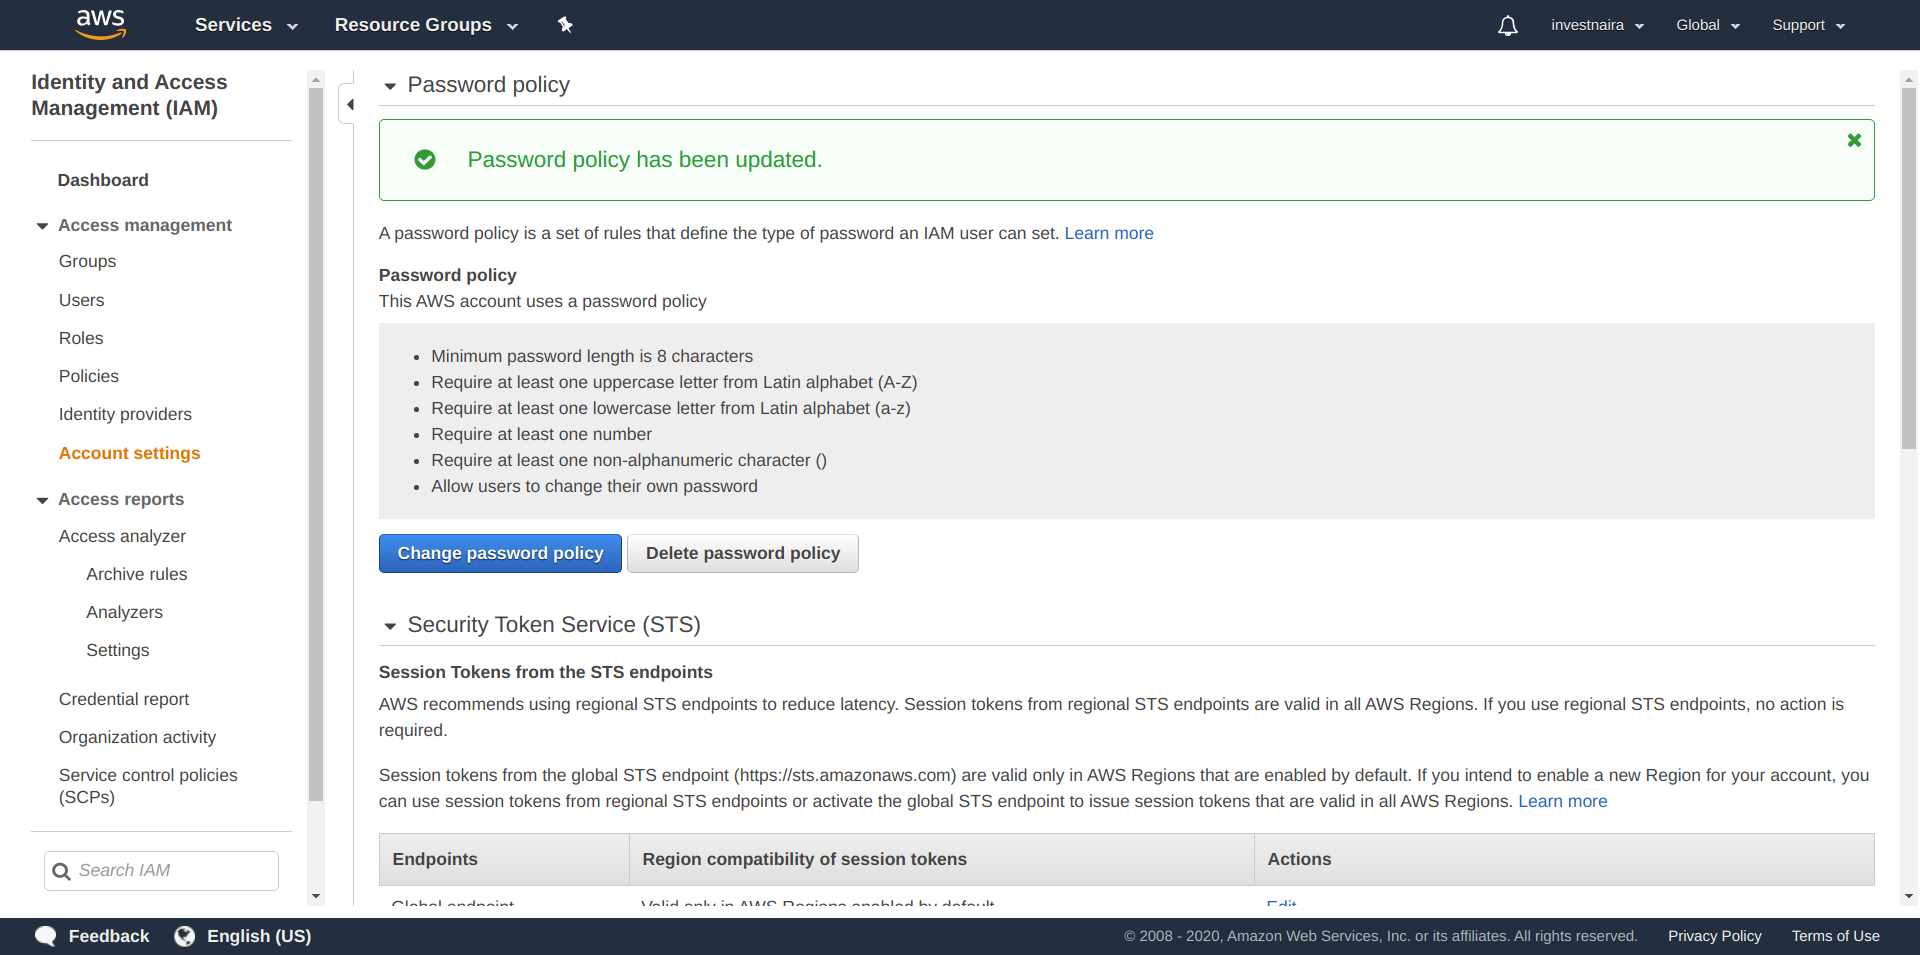 aws
Services
Resource Groups
investnaira
Global
Support
Identity and Access
Management (IAM)
Dashboard
Access management
Groups
Users
Roles
Policies
Identity providers
Account settings
Access reports
Access analyzer
Archive rules
Analyzers
Settings
Credential report
Organization activity
Service control policies
(SCPs)
Search IAM
Password policy
Password policy has been updated.
A password policy is a set of rules that define the type of password an IAM user can set. Learn more
Password policy
This AWS account uses a password policy
• Minimum password length is 8 characters
• Require at least one uppercase letter from Latin alphabet (A-Z)
• Require at least one lowercase letter from Latin alphabet (a-z)
• Require at least one number
• Require at least one non-alphanumeric character ()
• Allow users to change their own password
Change password policy
Delete password policy
Security Token Service (STS)
Session Tokens from the STS endpoints
AWS recommends using regional STS endpoints to reduce latency. Session tokens from regional STS endpoints are valid in all AWS Regions. If you use regional STS endpoints, no action is
required.
Session tokens from the global STS endpoint (https://sts.amazonaws.com) are valid only in AWS Regions that are enabled by default. If you intend to enable a new Region for your account, you
can use session tokens from regional STS endpoints or activate the global STS endpoint to issue session tokens that are valid in all AWS Regions. Learn more
Endpoints
Region compatibility of session tokens
Actions
Global endpoint
Valid only in AWS Regions enabled by default
Edit
Feedback
English (US)
© 2008 - 2020, Amazon Web Services, Inc. or its affiliates. All rights reserved.
Privacy Policy
Terms of Use